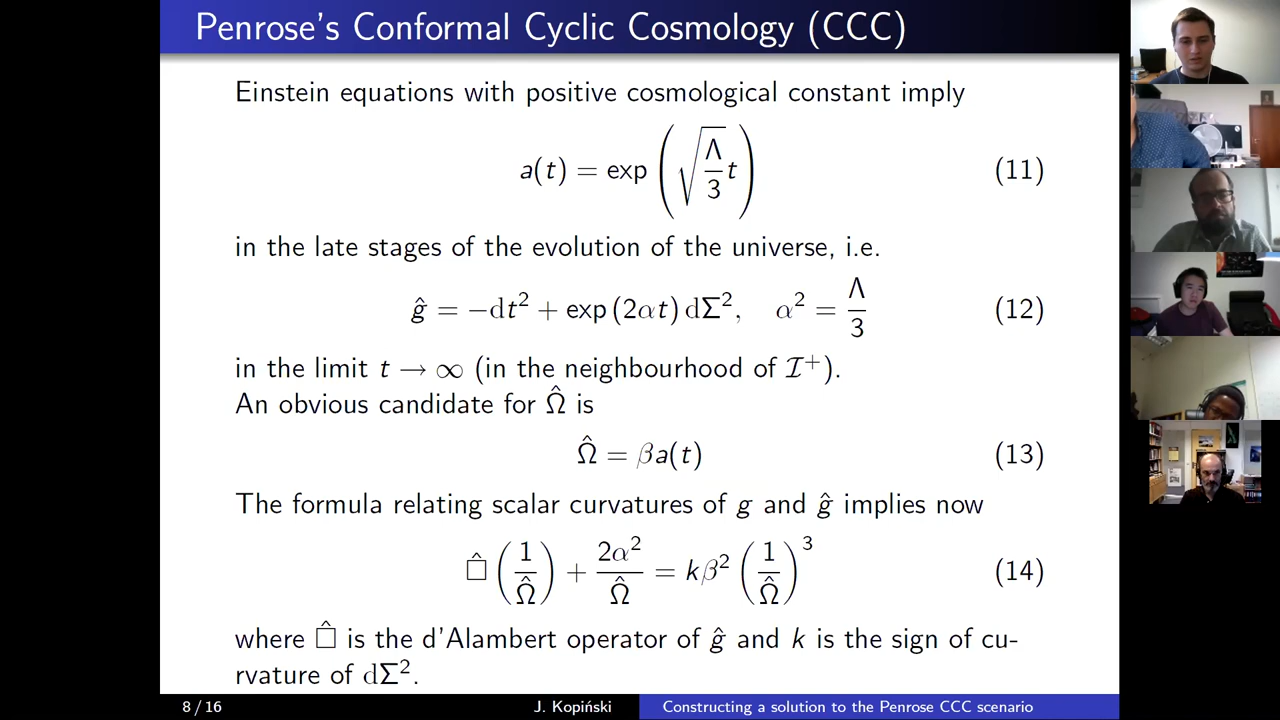 Penrose's Conformal Cyclic Cosmology (CCC)
Einstein equations with positive cosmological constant imply
a(t) = exp(√(Λ/3) t) (11)
in the late stages of the evolution of the universe, i.e.
ĝ = −dt² + exp (2αt) dΣ², α² = Λ/3 (12)
in the limit t → ∞ (in the neighbourhood of ℐ⁺).
An obvious candidate for Ω̂ is
Ω̂ = βa(t) (13)
The formula relating scalar curvatures of g and ĝ implies now
□̂ (1/Ω̂) + 2α²/Ω̂ = kβ² (1/Ω̂)³ (14)
where □̂ is the d'Alambert operator of ĝ and k is the sign of cu-
rvature of dΣ².
8 / 16 J. Kopiński Constructing a solution to the Penrose CCC scenario